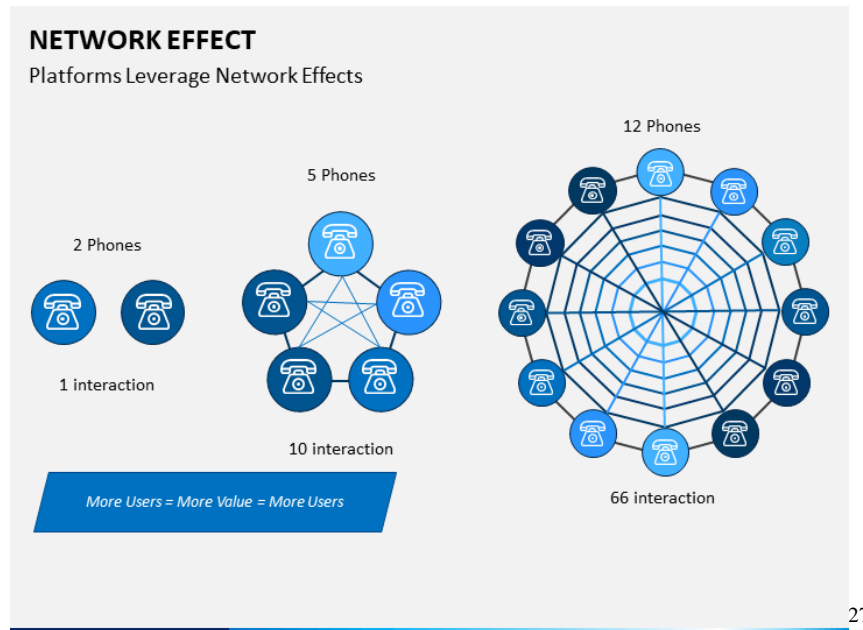 NETWORK EFFECT
Platforms Leverage Network Effects
2 Phones
1 interaction
5 Phones
10 interaction
12 Phones
66 interaction
More Users = More Value = More Users